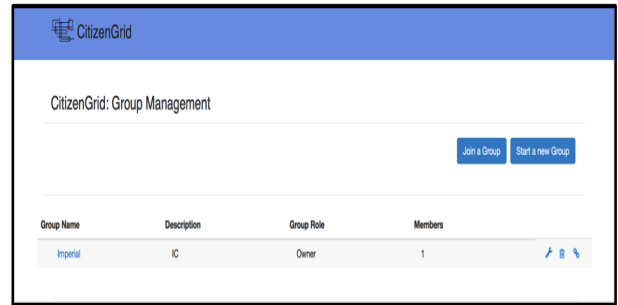 CitizenGrid
CitizenGrid: Group Management
Join a Group Start a new Group
Group Name Description Group Role Members
Imperial IC Owner 1